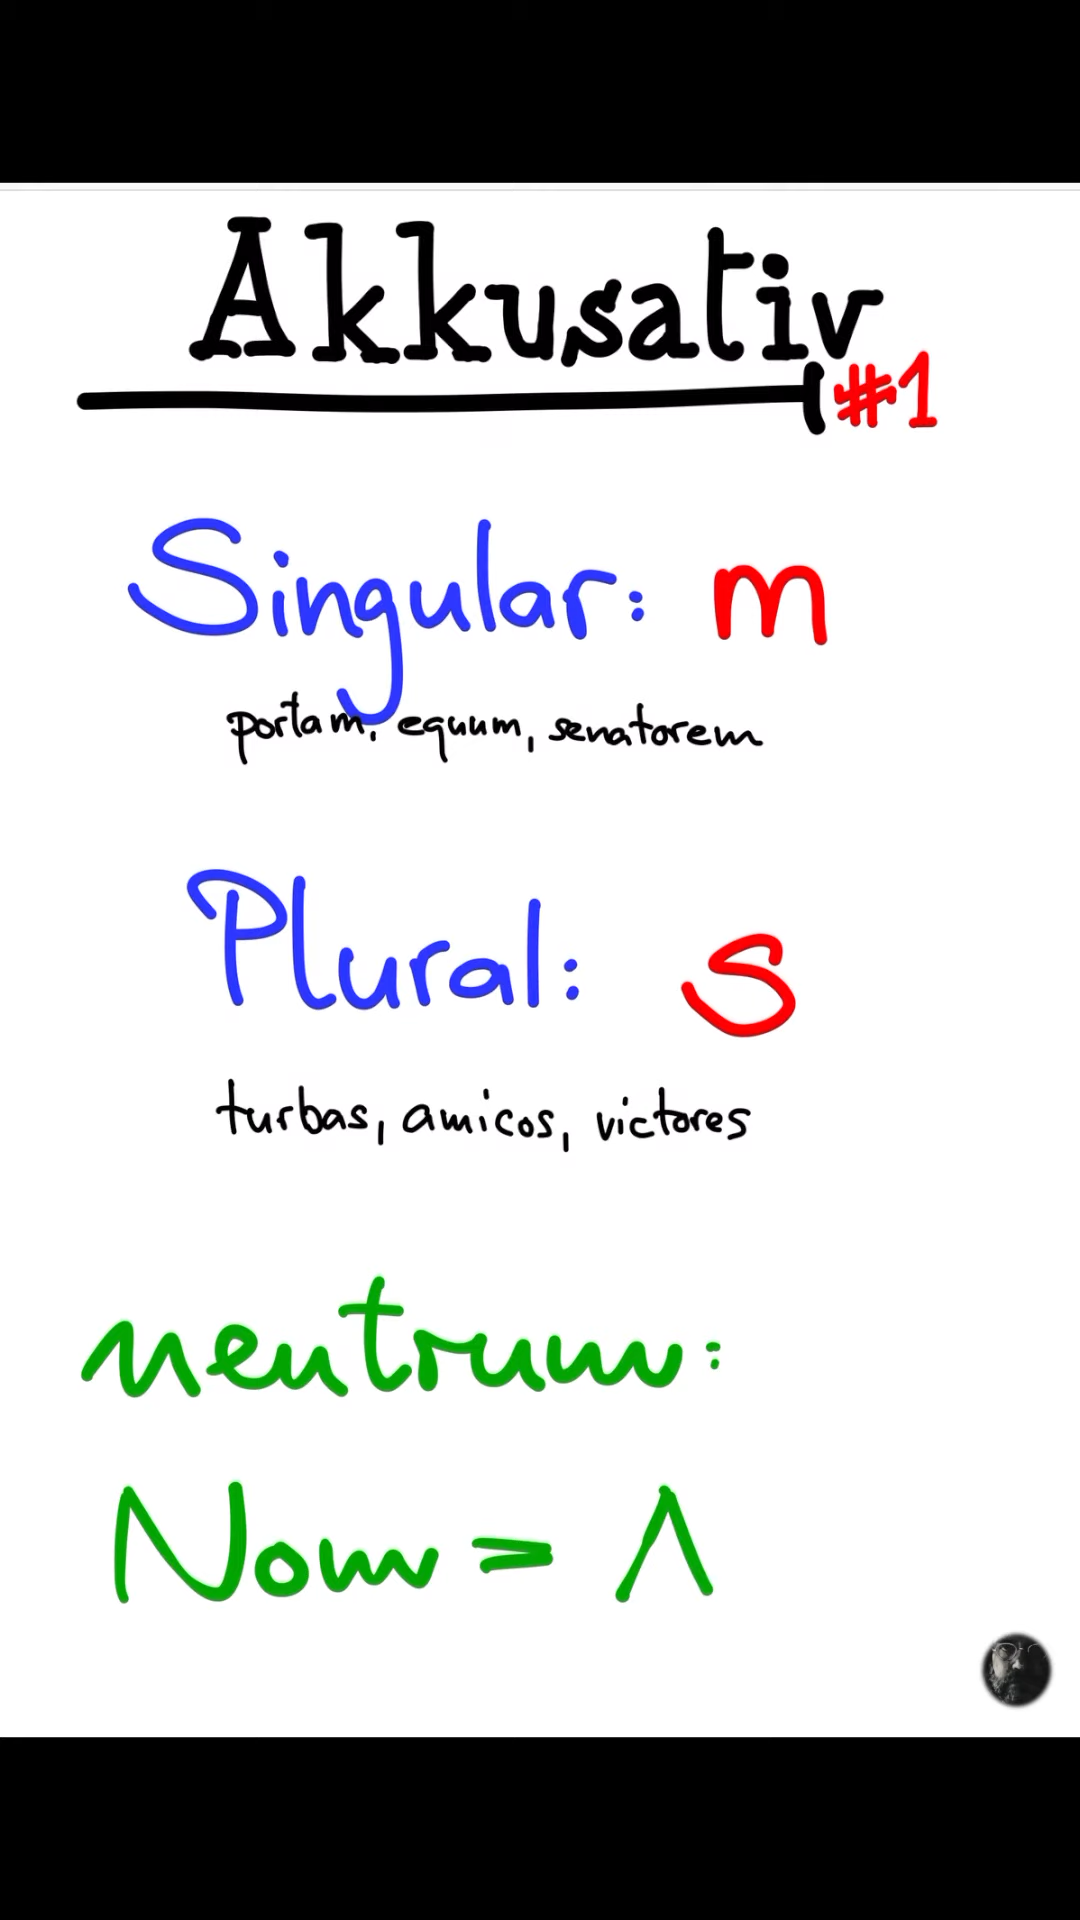 Akkusativ
#1
Singular: m
portam, equum, senatorem
Plural: s
turbas, amicos, victores
neutrum:
Nom = A